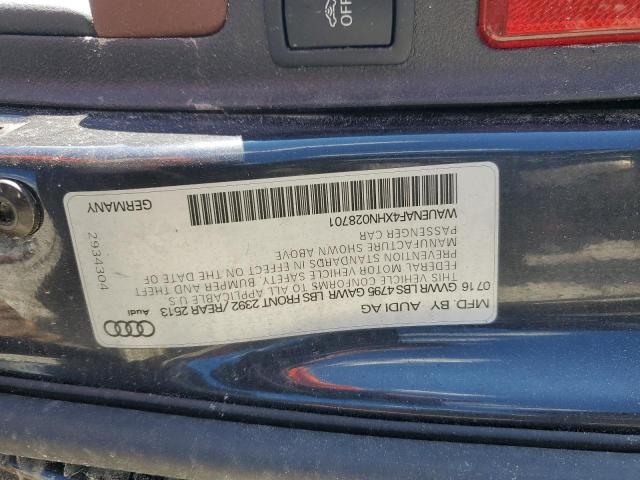 OFF
MFD. BY AUDI AG
Audi
07 16 GVWR LBS 4795 GAWR LBS FRONT 2392 /REAR 2513
THIS VEHICLE CONFORMS TO ALL APPLICABLE U S
FEDERAL MOTOR VEHICLE SAFETY, BUMPER AND THEFT
PREVENTION STANDARDS IN EFFECT ON THE DATE OF
MANUFACTURE SHOWN ABOVE
PASSENGER CAR
WAUENAF4XHN028701
2934304
GERMANY